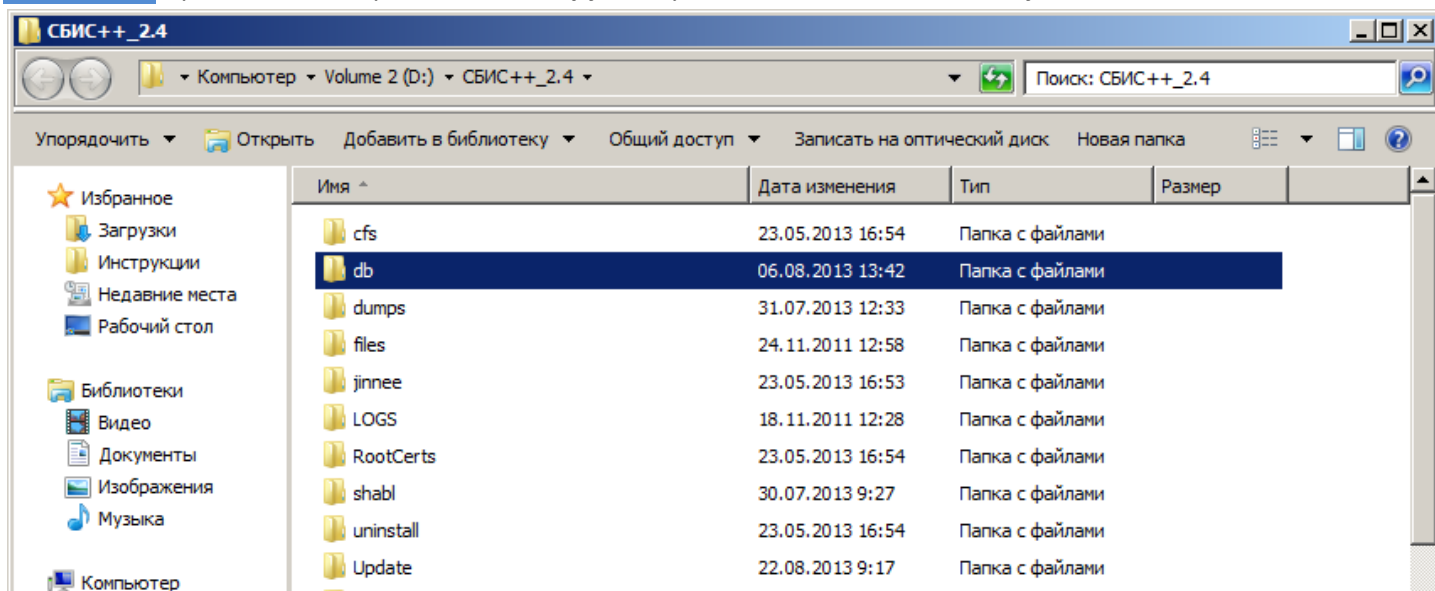 СБИС++_2.4
Компьютер Volume 2 (D:) СБИС++_2.4 Поиск: СБИС++_2.4
Упорядочить Открыть Добавить в библиотеку Общий доступ Записать на оптический диск Новая папка
Имя Дата изменения Тип Размер
Избранное
Загрузки
Инструкции
Недавние места
Рабочий стол
Библиотеки
Видео
Документы
Изображения
Музыка
Компьютер
cfs 23.05.2013 16:54 Папка с файлами
db 06.08.2013 13:42 Папка с файлами
dumps 31.07.2013 12:33 Папка с файлами
files 24.11.2011 12:58 Папка с файлами
jinnee 23.05.2013 16:53 Папка с файлами
LOGS 18.11.2011 12:28 Папка с файлами
RootCerts 23.05.2013 16:54 Папка с файлами
shabl 30.07.2013 9:27 Папка с файлами
uninstall 23.05.2013 16:54 Папка с файлами
Update 22.08.2013 9:17 Папка с файлами